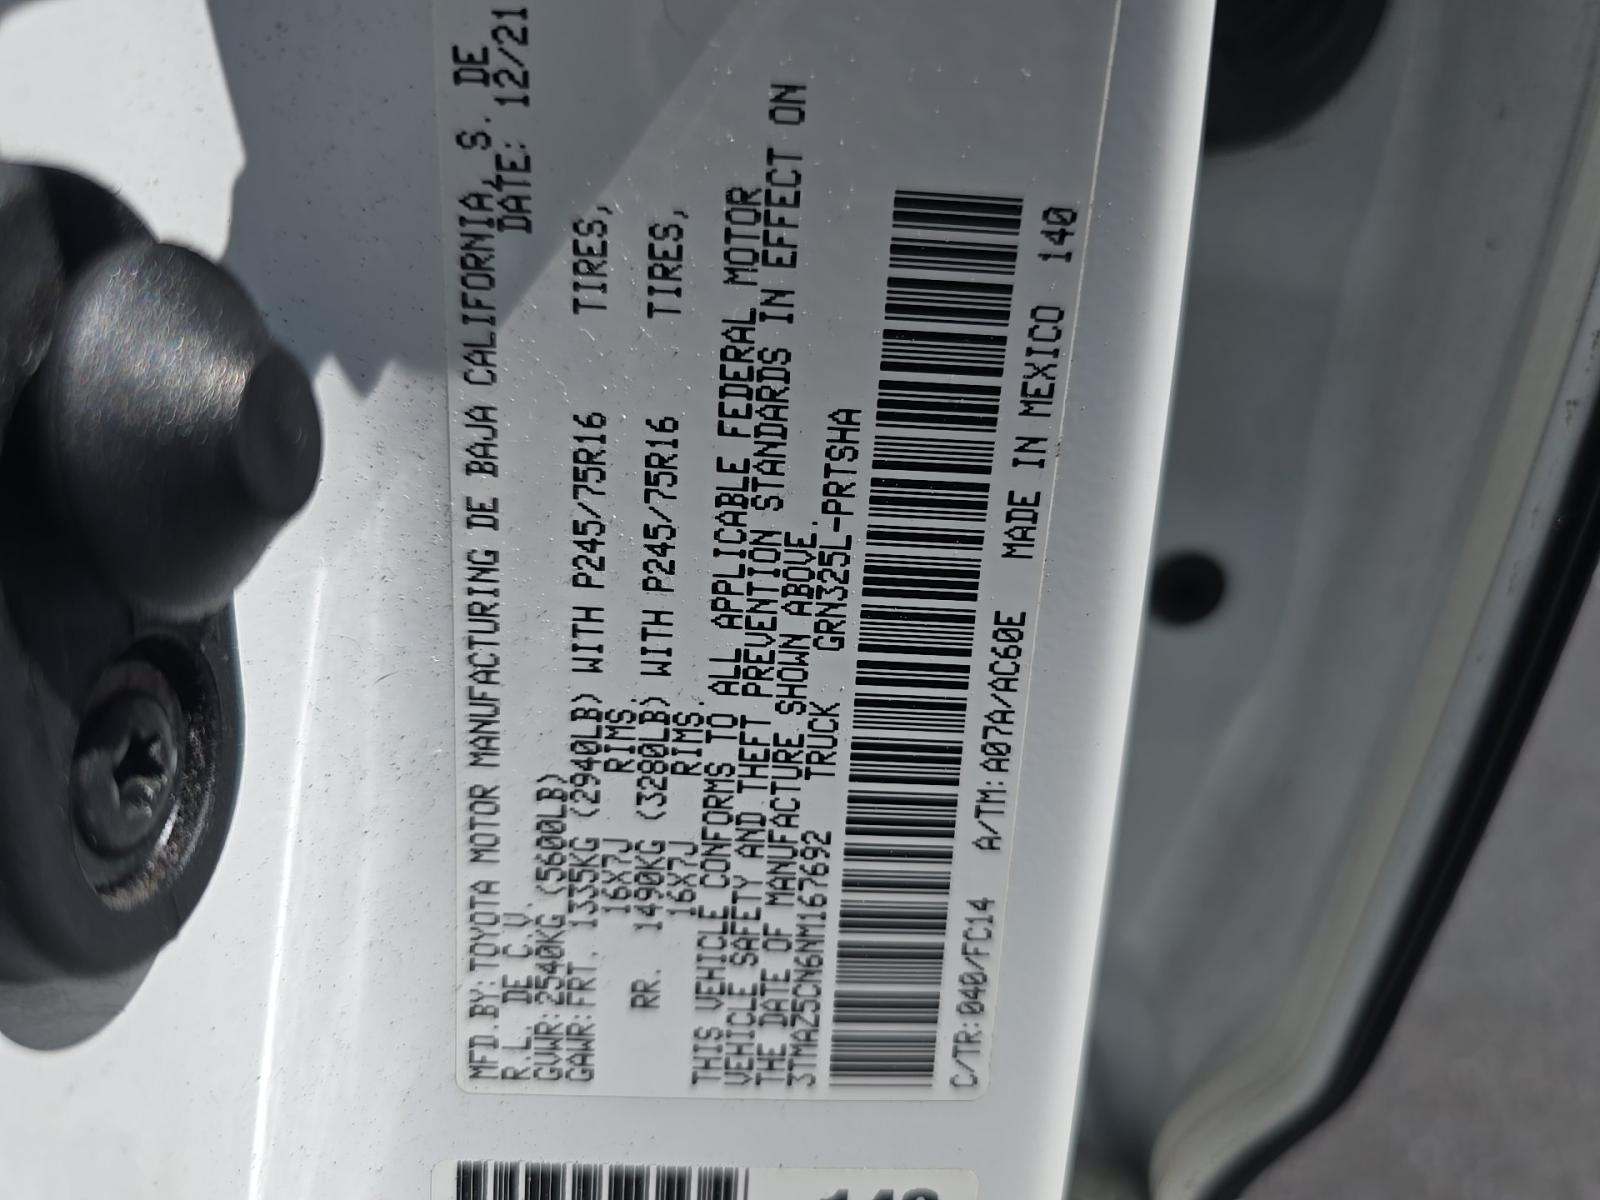 MFD.BY:TOYOTA MOTOR MANUFACTURING DE BAJA CALIFORNIA, S. DE
R.L. DE C.V. DATE: 12/21
GVWR:2540KG (5600LB)
GAWR:FRT. 1335KG (2940LB) WITH P245/75R16 TIRES,
16X7J RIMS,
RR. 1490KG (3280LB) WITH P245/75R16 TIRES,
16X7J RIMS.
THIS VEHICLE CONFORMS TO ALL APPLICABLE FEDERAL MOTOR
VEHICLE SAFETY AND THEFT PREVENTION STANDARDS IN EFFECT ON
THE DATE OF MANUFACTURE SHOWN ABOVE.
3TMAZ5CN6NM167692 TRUCK GRN325L-PRTSHA
C/TR:040/FC14 A/TM:A07A/AC60E MADE IN MEXICO 140